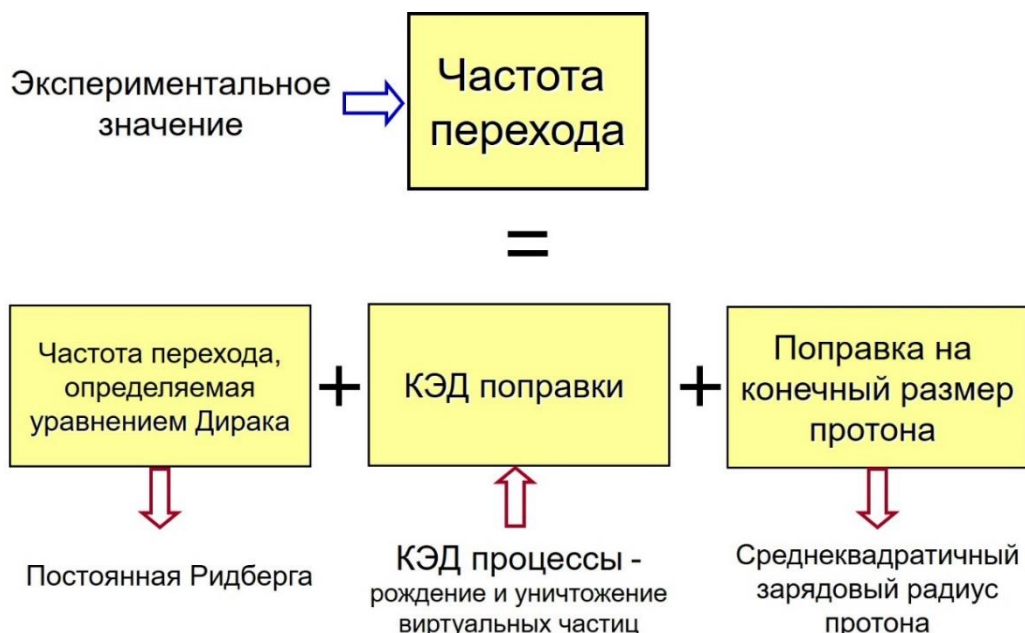 Экспериментальное
значение
Частота
перехода
=
Частота перехода,
определяемая
уравнением Дирака
+
КЭД поправки
+
Поправка на
конечный размер
протона
Постоянная Ридберга
КЭД процессы -
рождение и уничтожение
виртуальных частиц
Среднеквадратичный
зарядовый радиус
протона